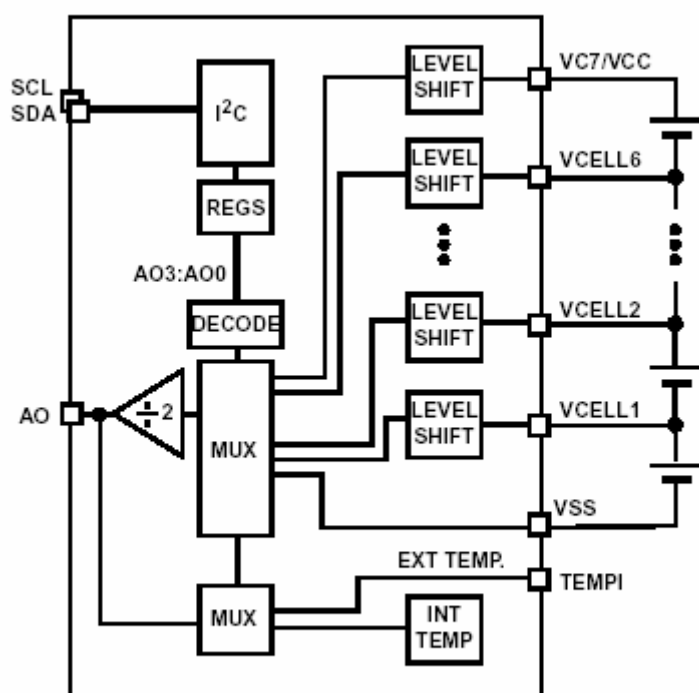 SCL
SDA
I²C
LEVEL
SHIFT
VC7/VCC
LEVEL
SHIFT
VCELL6
REGS
AO3:AO0
DECODE
LEVEL
SHIFT
VCELL2
AO
÷ 2
MUX
LEVEL
SHIFT
VCELL1
VSS
EXT TEMP.
TEMPI
MUX
INT
TEMP